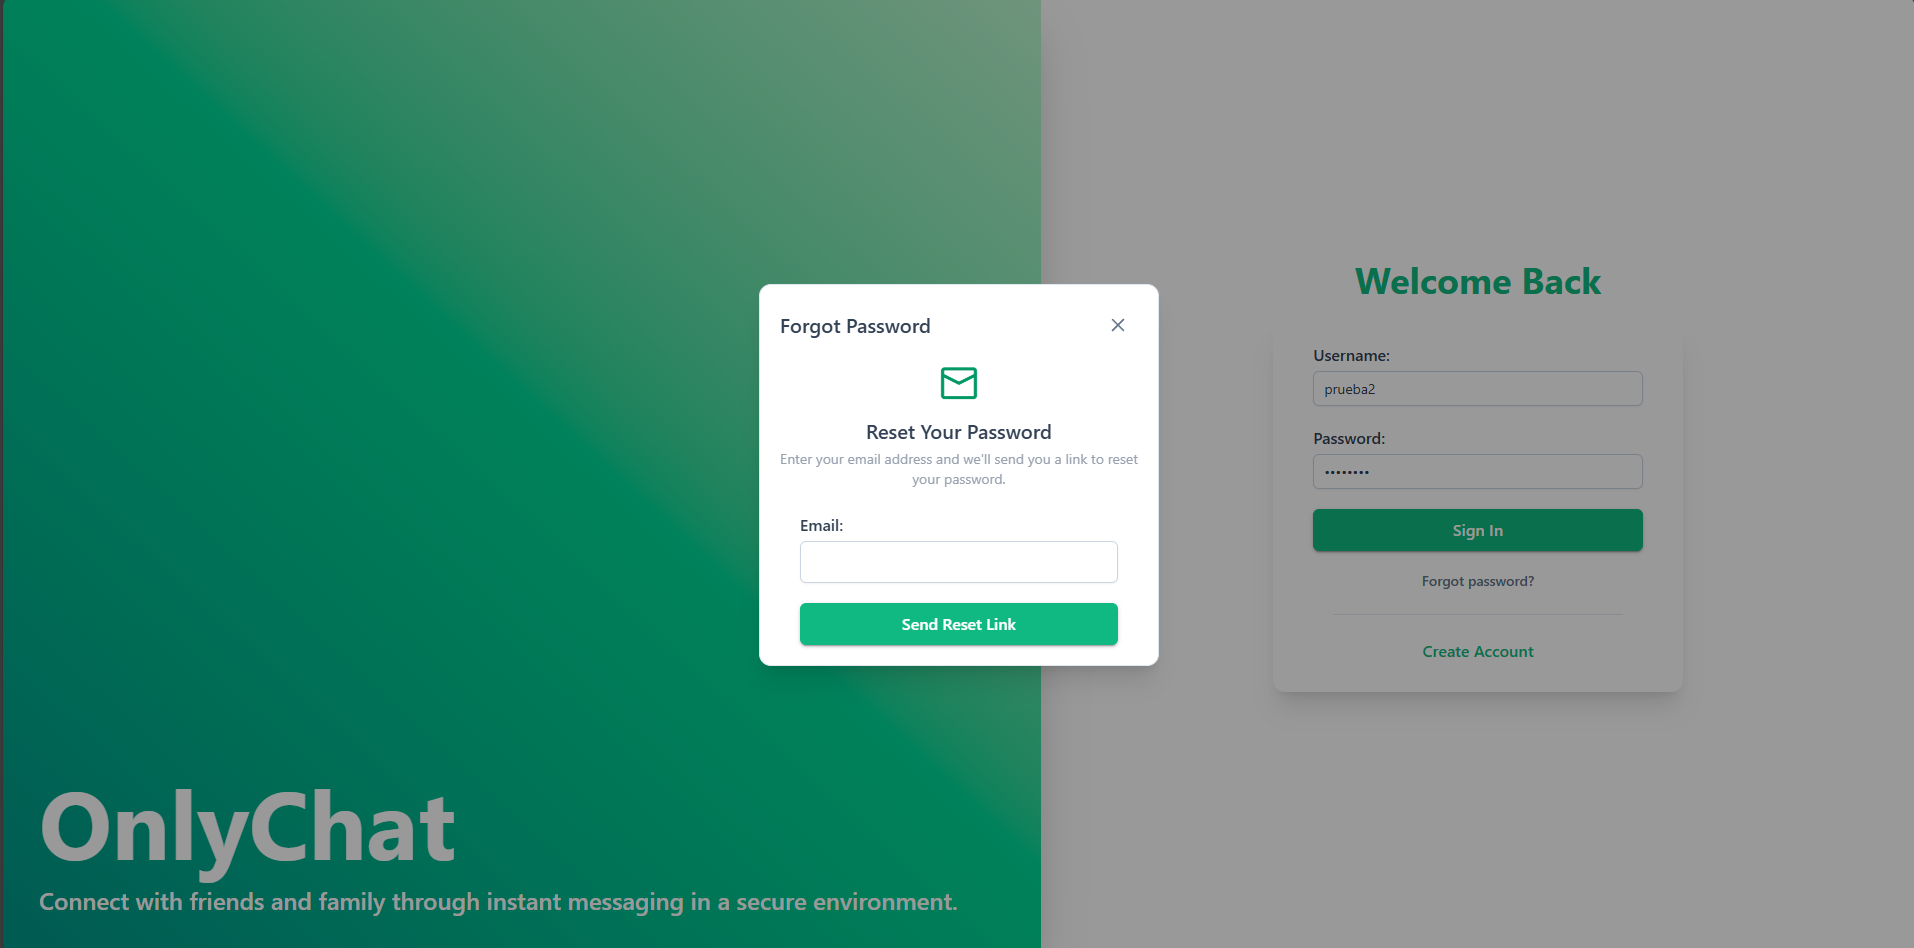 OnlyChat
Connect with friends and family through instant messaging in a secure environment.
Forgot Password
Reset Your Password
Enter your email address and we'll send you a link to reset
your password.
Email:
Send Reset Link
Welcome Back
Username:
prueba2
Password:
••••••••
Sign In
Forgot password?
Create Account